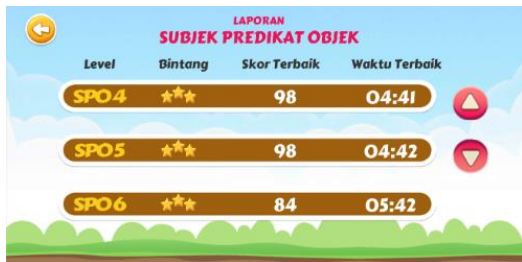 LAPORAN
SUBJEK PREDIKAT OBJEK
Level Bintang Skor Terbaik Waktu Terbaik
SPO4 98 04:41
SPO5 98 04:42
SPO6 84 05:42